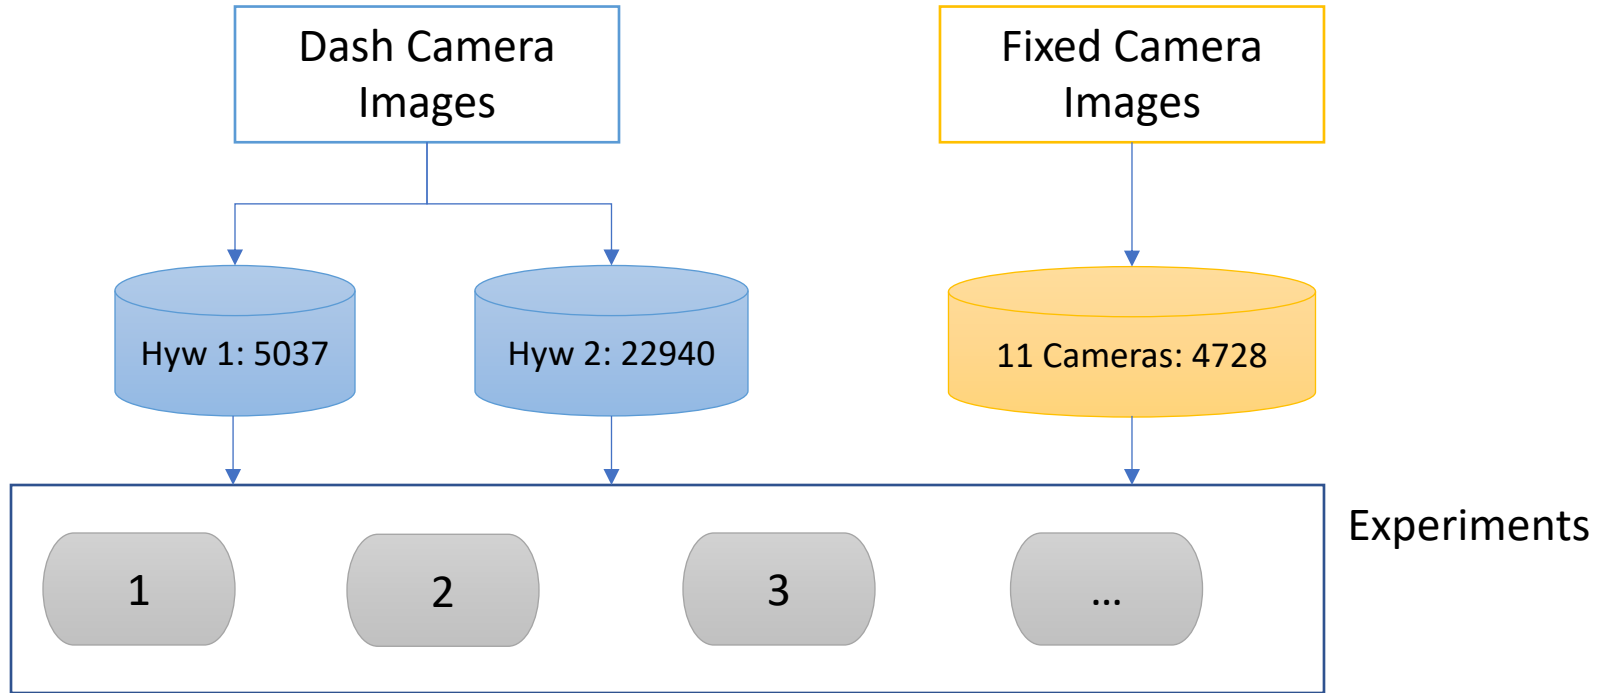 Dash Camera
Images
Fixed Camera
Images
Hyw 1: 5037
Hyw 2: 22940
11 Cameras: 4728
Experiments
1
2
3
...